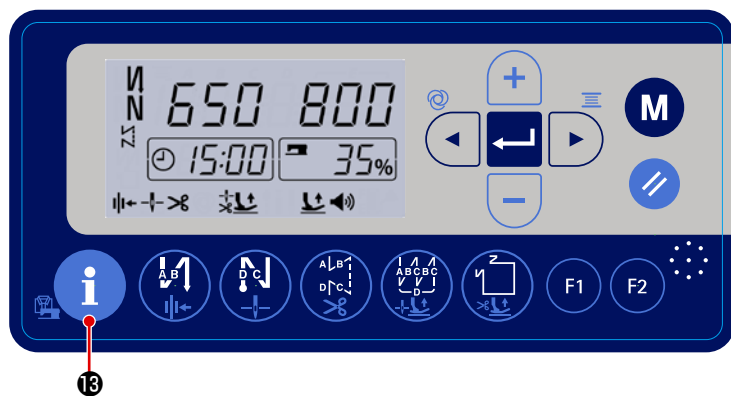 650 800
15:00 35%
M
i
A B
D C
A B
D C
A B C B C
D
F1 F2
⓭